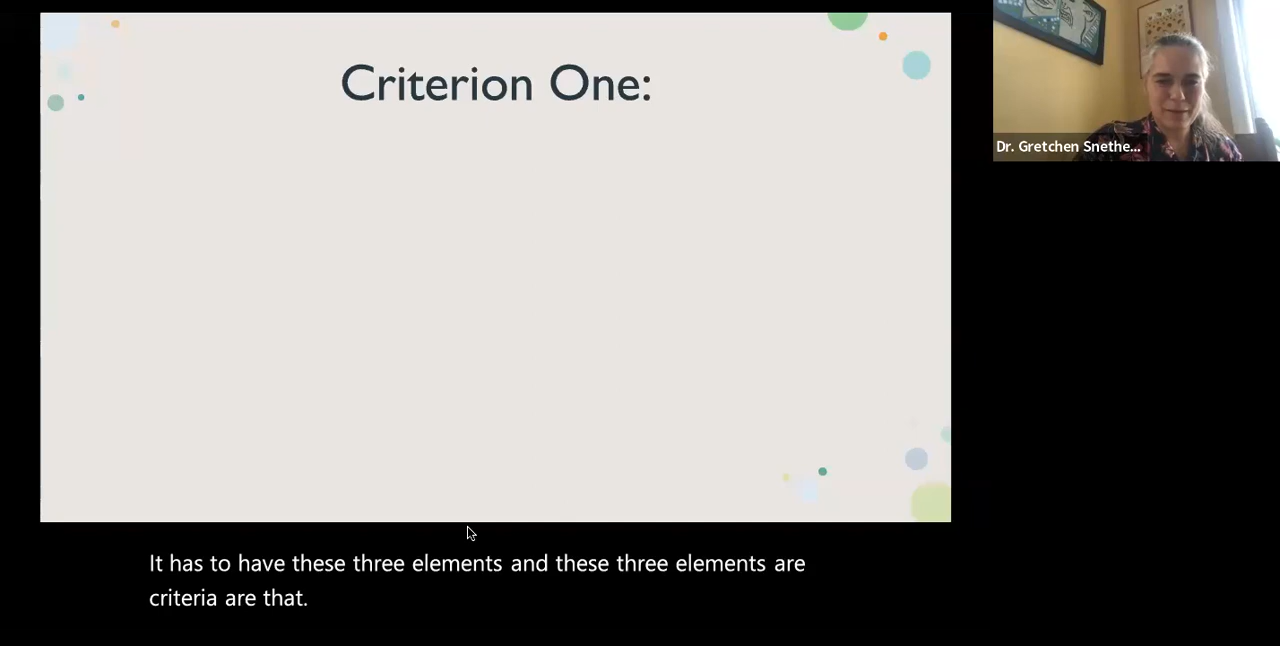 Criterion One:
Dr. Gretchen Snethe...
It has to have these three elements and these three elements are
criteria are that.